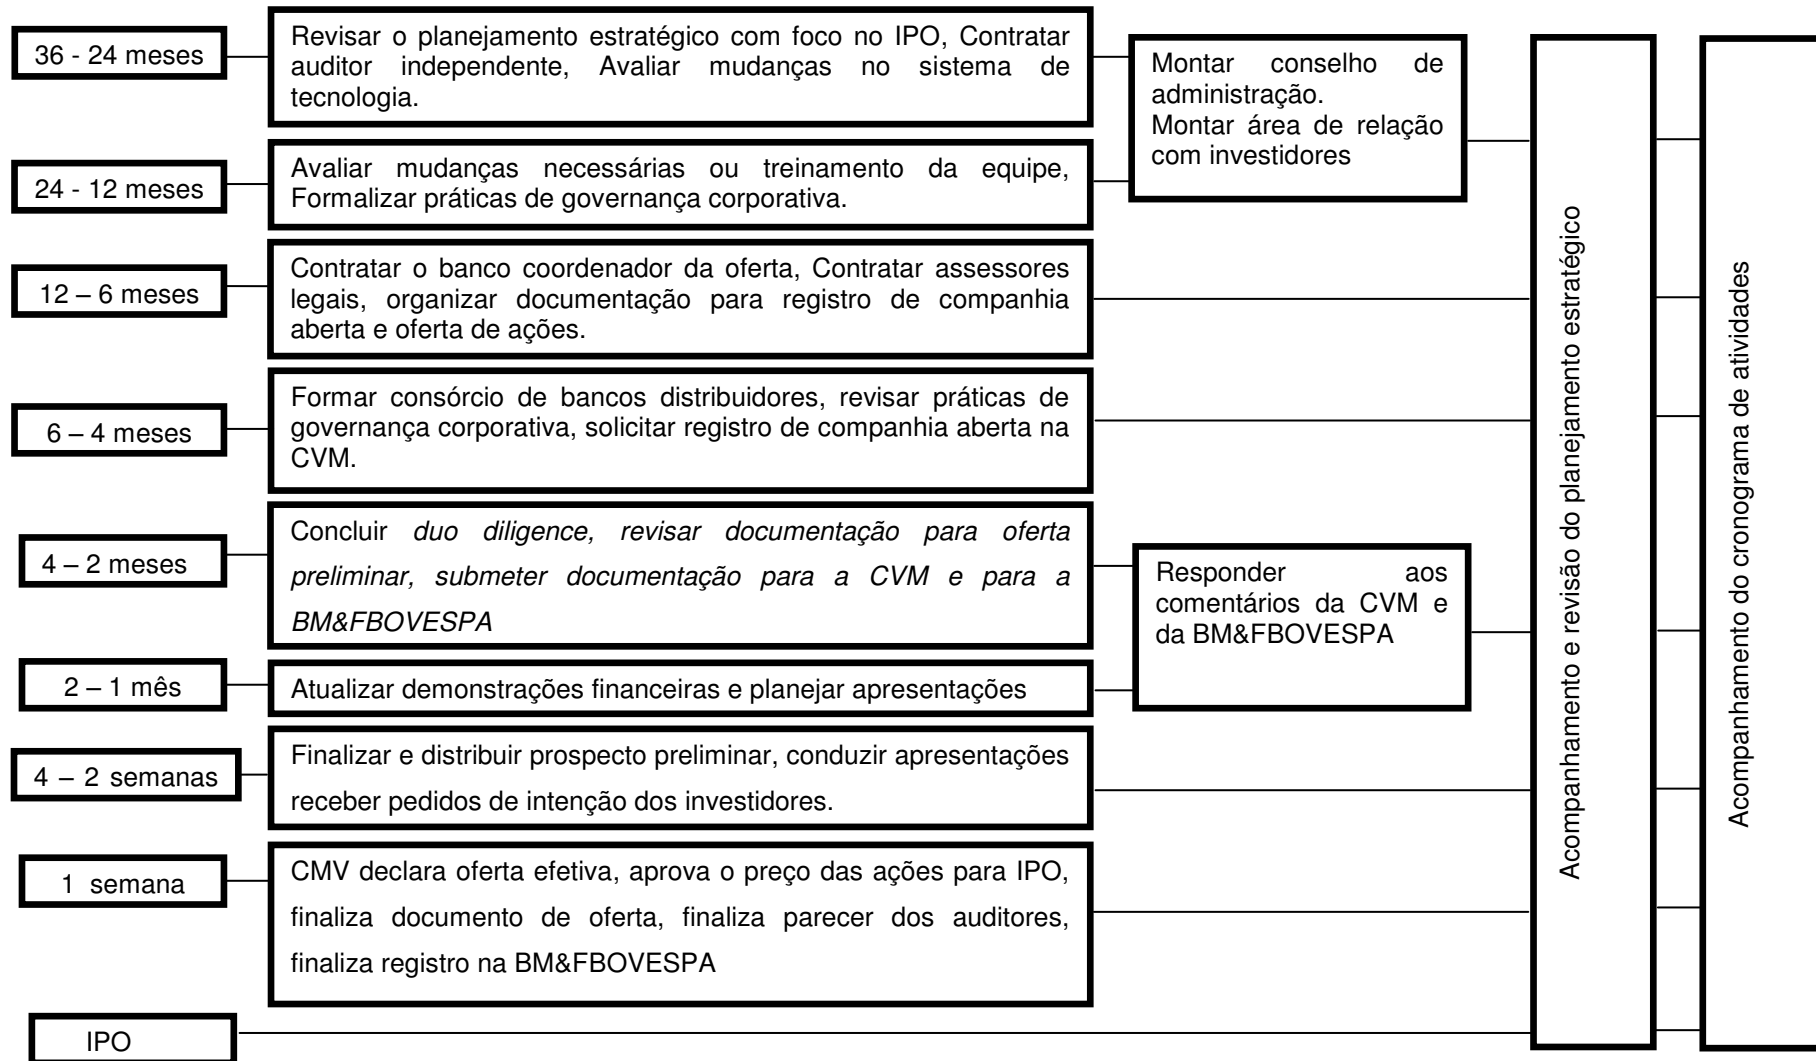 36 - 24 meses
Revisar o planejamento estratégico com foco no IPO, Contratar
auditor independente, Avaliar mudanças no sistema de
tecnologia.
Montar conselho de
administração.
Montar área de relação
com investidores
24 - 12 meses
Avaliar mudanças necessárias ou treinamento da equipe,
Formalizar práticas de governança corporativa.
12 – 6 meses
Contratar o banco coordenador da oferta, Contratar assessores
legais, organizar documentação para registro de companhia
aberta e oferta de ações.
6 – 4 meses
Formar consórcio de bancos distribuidores, revisar práticas de
governança corporativa, solicitar registro de companhia aberta na
CVM.
4 – 2 meses
Concluir duo diligence, revisar documentação para oferta
preliminar, submeter documentação para a CVM e para a
BM&FBOVESPA
Responder aos
comentários da CVM e
da BM&FBOVESPA
2 – 1 mês
Atualizar demonstrações financeiras e planejar apresentações
4 – 2 semanas
Finalizar e distribuir prospecto preliminar, conduzir apresentações
receber pedidos de intenção dos investidores.
1 semana
CMV declara oferta efetiva, aprova o preço das ações para IPO,
finaliza documento de oferta, finaliza parecer dos auditores,
finaliza registro na BM&FBOVESPA
IPO
Acompanhamento e revisão do planejamento estratégico
Acompanhamento do cronograma de atividades